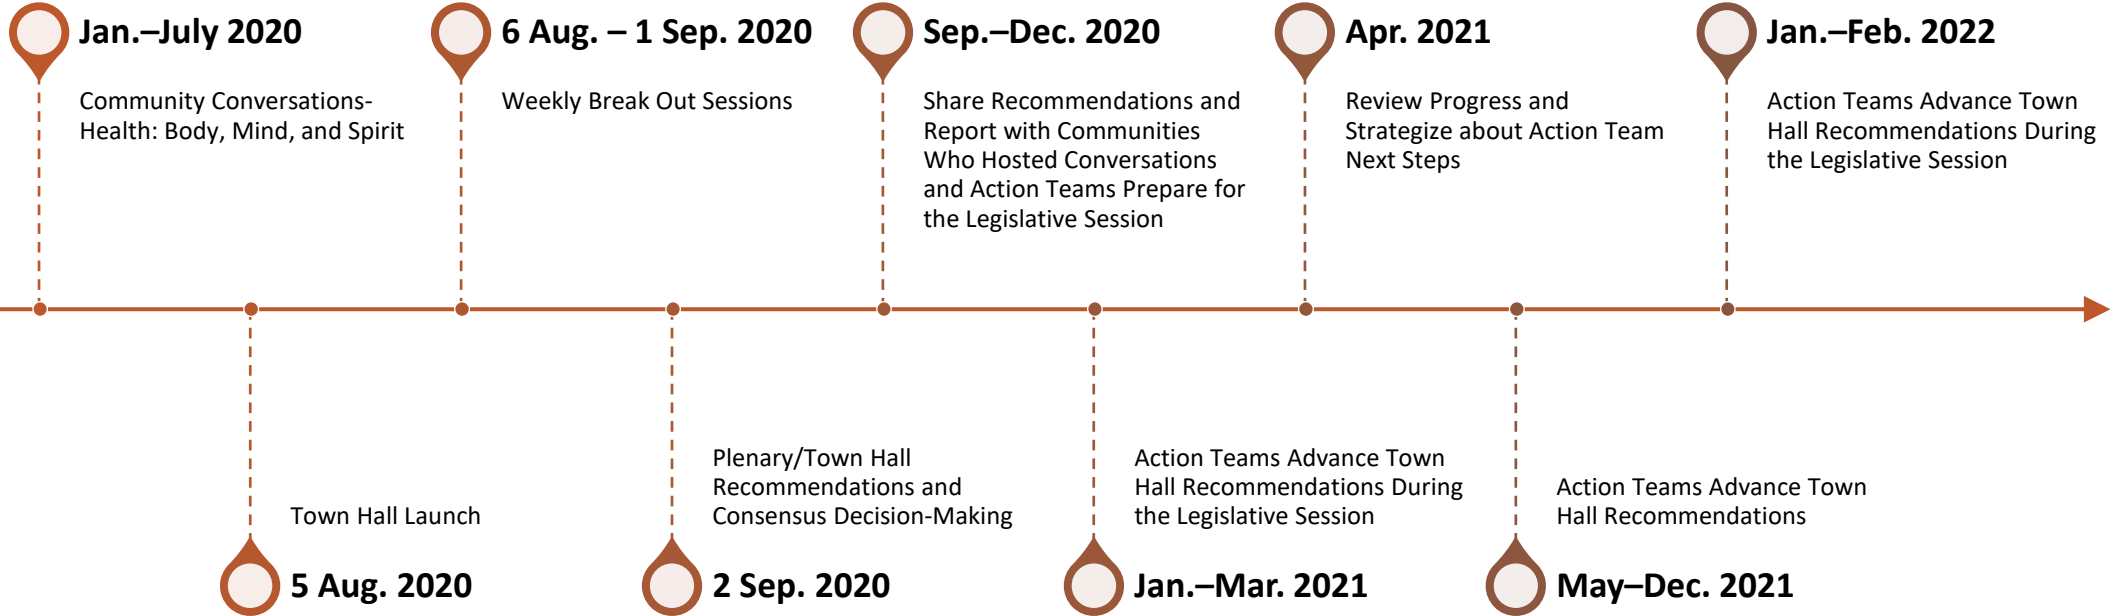 Jan.–July 2020
Community Conversations-
Health: Body, Mind, and Spirit
5 Aug. 2020
Town Hall Launch
6 Aug. – 1 Sep. 2020
Weekly Break Out Sessions
2 Sep. 2020
Plenary/Town Hall
Recommendations and
Consensus Decision-Making
Sep.–Dec. 2020
Share Recommendations and
Report with Communities
Who Hosted Conversations
and Action Teams Prepare for
the Legislative Session
Jan.–Mar. 2021
Action Teams Advance Town
Hall Recommendations During
the Legislative Session
Apr. 2021
Review Progress and
Strategize about Action Team
Next Steps
May–Dec. 2021
Action Teams Advance Town
Hall Recommendations
Jan.–Feb. 2022
Action Teams Advance Town
Hall Recommendations During
the Legislative Session